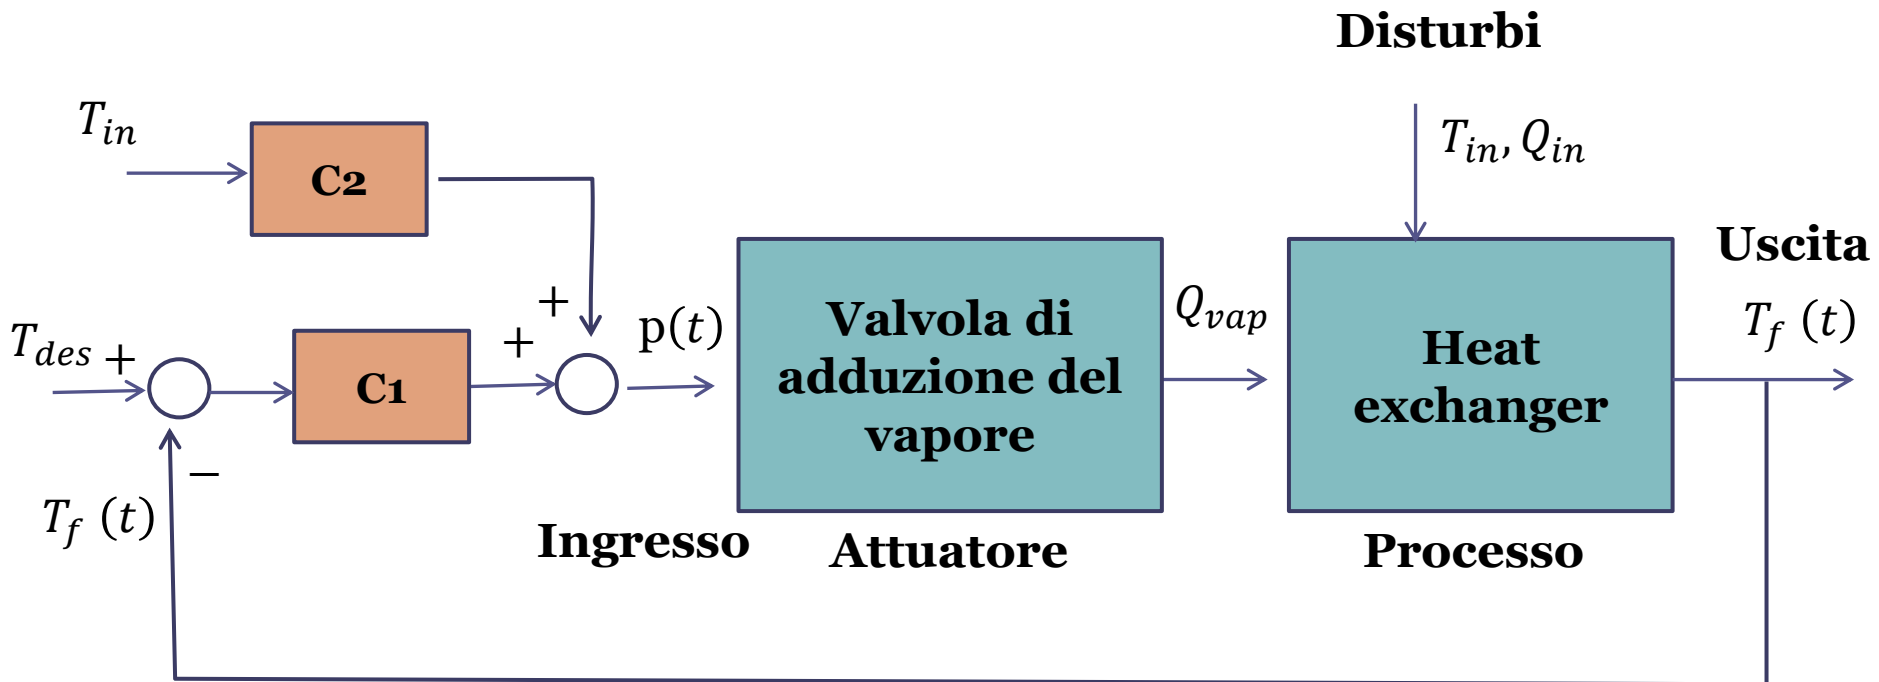 Disturbi
T_in
C2
T_in, Q_in
Uscita
T_f (t)
T_des +
C1
+
+
p(t)
Valvola di
adduzione del
vapore
Q_vap
Heat
exchanger
−
T_f (t)
Ingresso
Attuatore
Processo